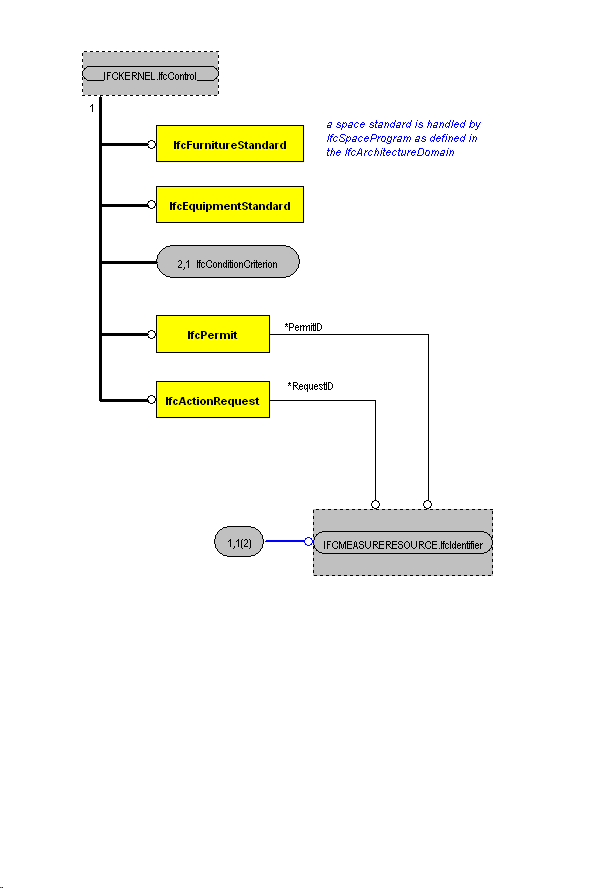 IFCKERNEL.IfcControl
1
IfcFurnitureStandard
a space standard is handled by
IfcSpaceProgram as defined in
the IfcArchitectureDomain
IfcEquipmentStandard
2,1 IfcConditionCriterion
IfcPermit
*PermitID
IfcActionRequest
*RequestID
1,1(2)
IFCMEASURERESOURCE.IfcIdentifier